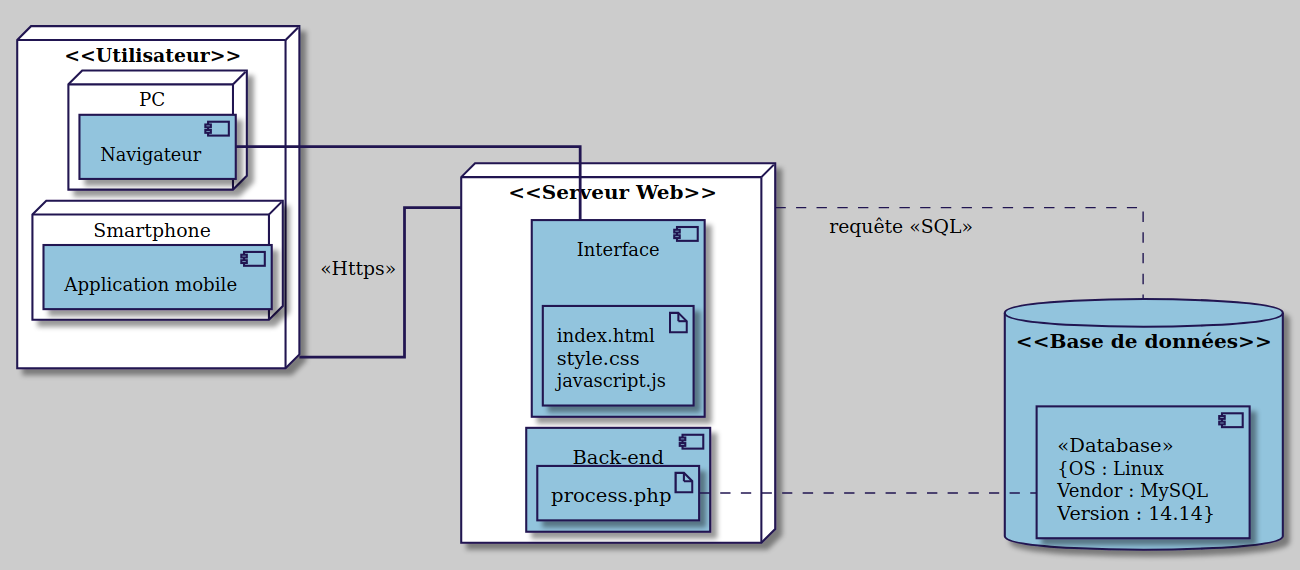 <<Utilisateur>>
PC
Navigateur
Smartphone
Application mobile
«Https»
<<Serveur Web>>
Interface
index.html
style.css
javascript.js
Back-end
process.php
requête «SQL»
<<Base de données>>
«Database»
{OS : Linux
Vendor : MySQL
Version : 14.14}